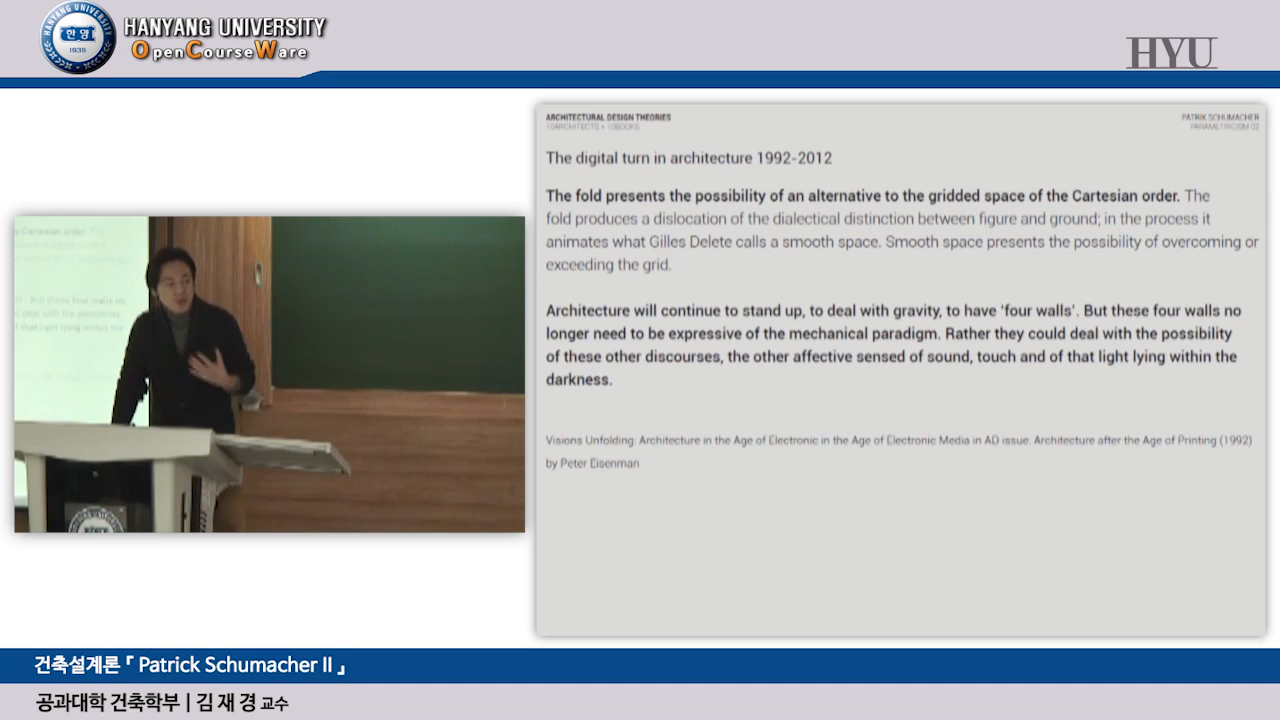 HANYANG UNIVERSITY
OpenCourseWare
한양
1939
HYU
ARCHITECTURAL DESIGN THEORIES
10ARCHITECTS + 10BOOKS
PATRIK SCHUMACHER
PARAMETRICISM 02
The digital turn in architecture 1992-2012
The fold presents the possibility of an alternative to the gridded space of the Cartesian order. The
fold produces a dislocation of the dialectical distinction between figure and ground; in the process it
animates what Gilles Delete calls a smooth space. Smooth space presents the possibility of overcoming or
exceeding the grid.
Architecture will continue to stand up, to deal with gravity, to have ‘four walls’. But these four walls no
longer need to be expressive of the mechanical paradigm. Rather they could deal with the possibility
of these other discourses, the other affective sensed of sound, touch and of that light lying within the
darkness.
Visions Unfolding: Architecture in the Age of Electronic in the Age of Electronic Media in AD issue: Architecture after the Age of Printing (1992)
by Peter Eisenman
건축설계론「 Patrick Schumacher II 」
공과대학 건축학부 | 김 재 경 교수